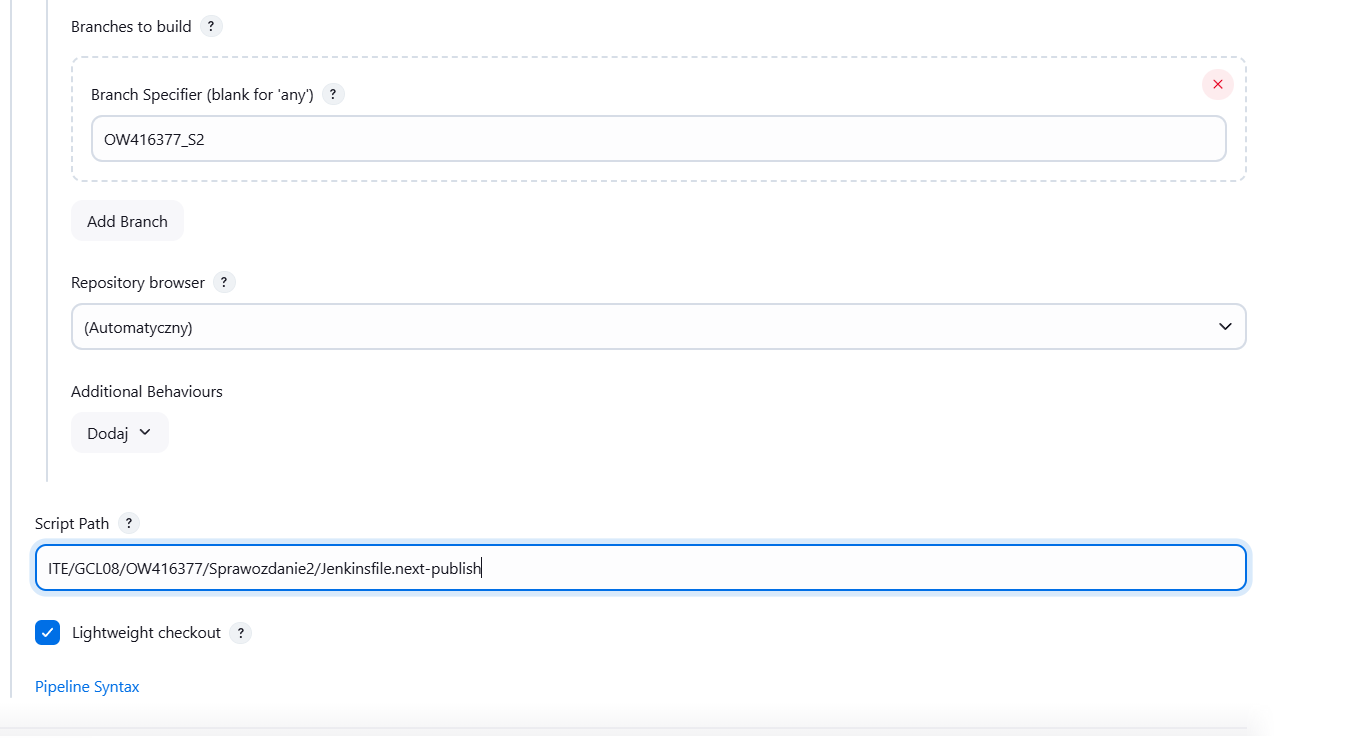 Branches to build ?
Branch Specifier (blank for 'any') ?
OW416377_S2
Add Branch
Repository browser ?
(Automatyczny)
Additional Behaviours
Dodaj
Script Path ?
ITE/GCL08/OW416377/Sprawozdanie2/Jenkinsfile.next-publish
Lightweight checkout ?
Pipeline Syntax